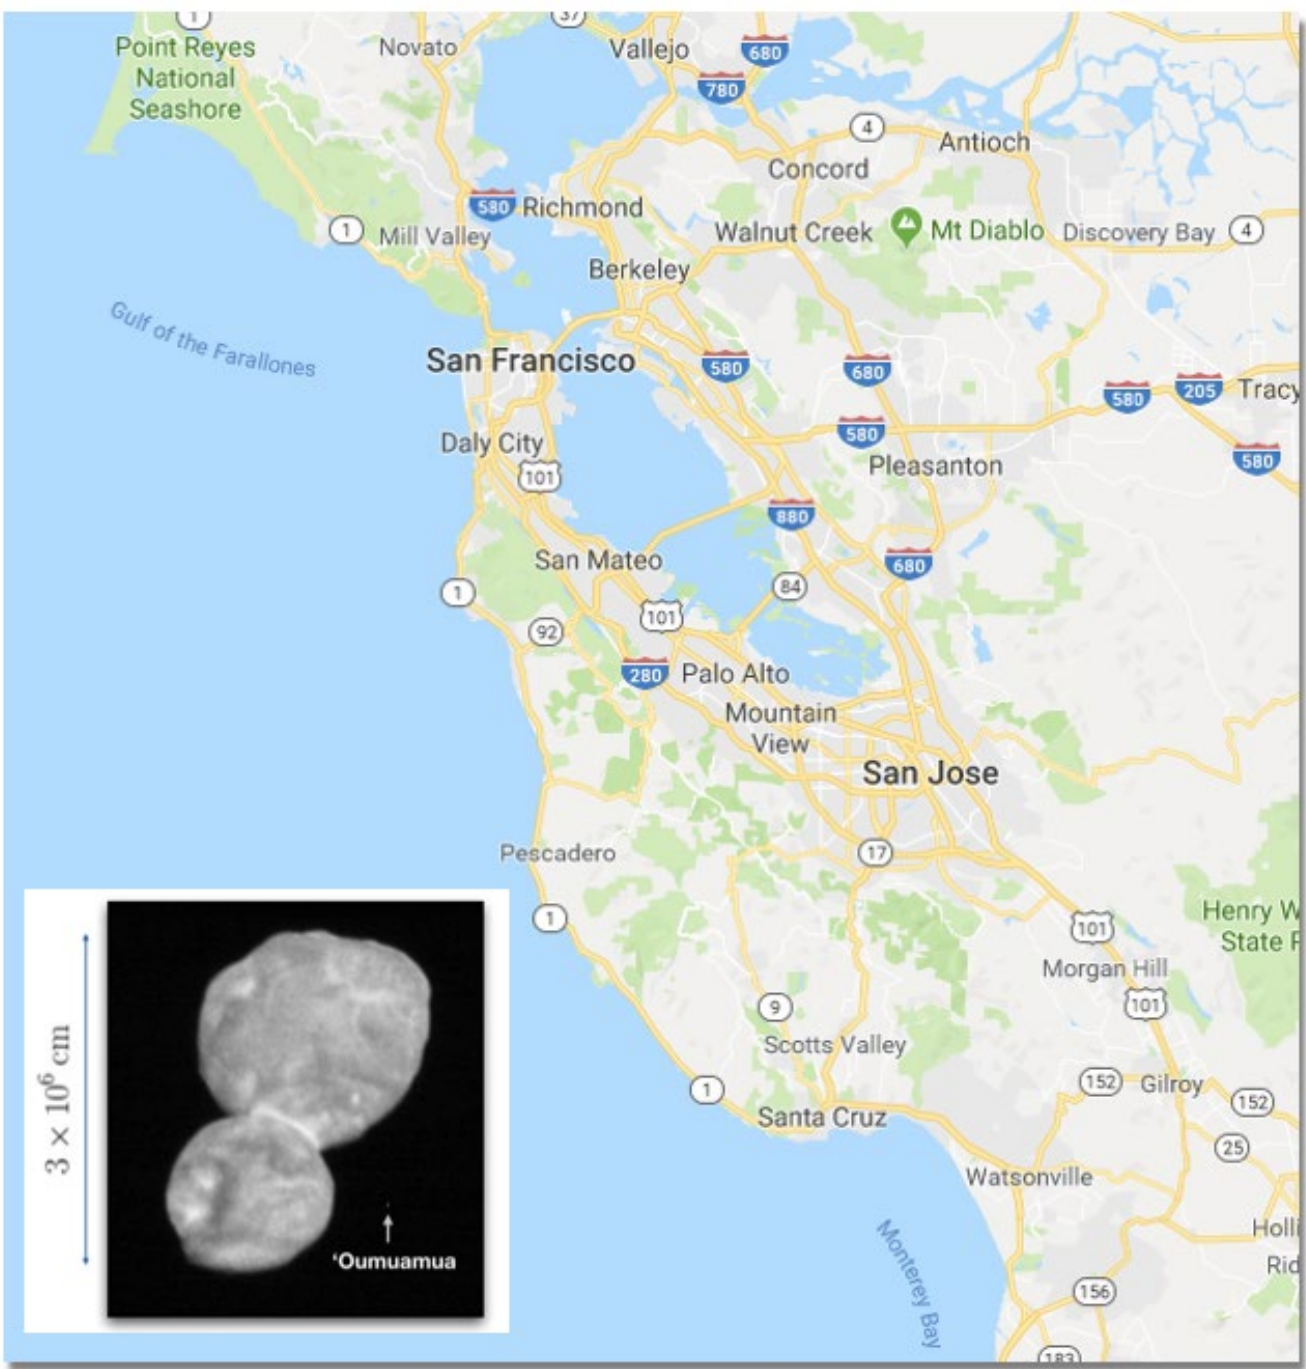 1
37
Point Reyes
National
Seashore
Novato
Vallejo
680
780
4
Antioch
Concord
580
Richmond
1
Mill Valley
Walnut Creek
Mt Diablo
Discovery Bay
4
Berkeley
Gulf of the Farallones
San Francisco
580
680
580
205
Tracy
Daly City
580
Pleasanton
580
101
880
San Mateo
680
1
84
101
92
280
Palo Alto
Mountain
View
San Jose
Pescadero
17
1
Henry W
State P
101
Morgan Hill
101
9
Scotts Valley
1
152
Gilroy
152
Santa Cruz
25
Watsonville
Holli
Rid
Monterey Bay
156
183
3 × 10⁶ cm
'Oumuamua